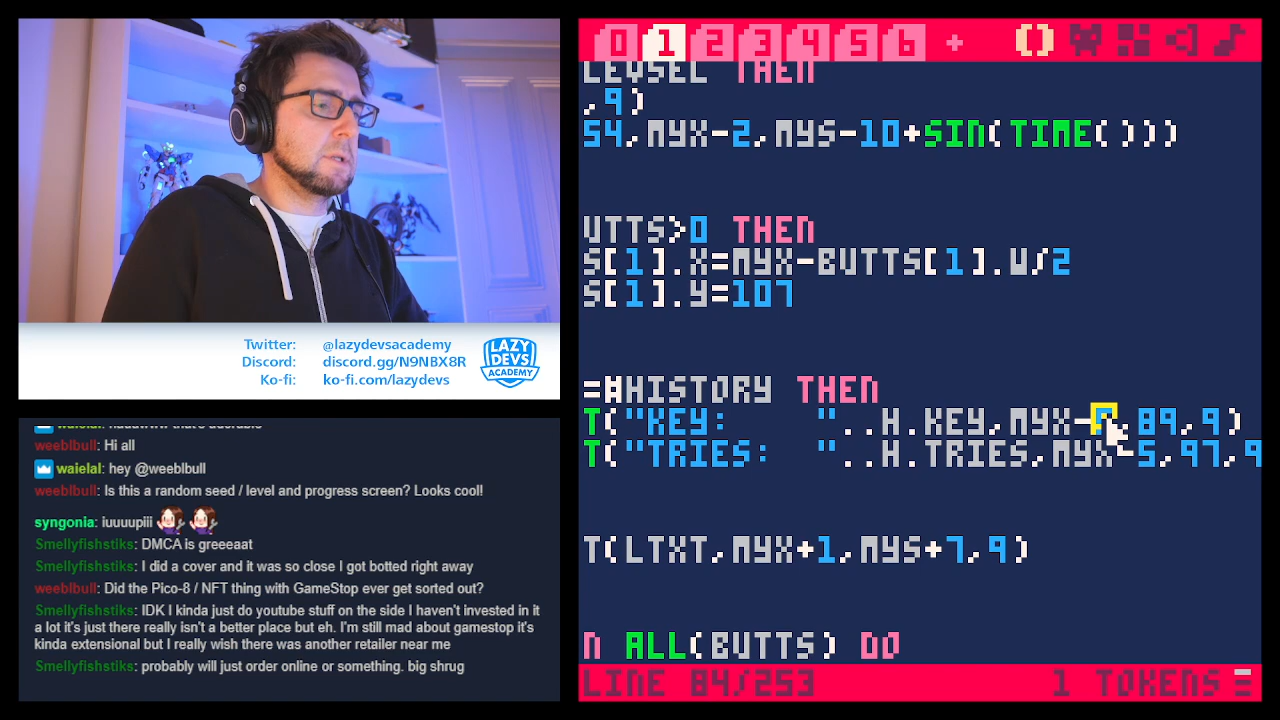 Twitter: @lazydevsacademy
Discord: discord.gg/N9NBX8R
Ko-fi: ko-fi.com/lazydevs
LAZY DEVS ACADEMY
weeblbull: Hi all
waielal: hey @weeblbull
weeblbull: Is this a random seed / level and progress screen? Looks cool!
syngonia: iuuuupiii
Smellyfishstiks: DMCA is greeeaat
Smellyfishstiks: I did a cover and it was so close I got botted right away
weeblbull: Did the Pico-8 / NFT thing with GameStop ever get sorted out?
Smellyfishstiks: IDK I kinda just do youtube stuff on the side I haven't invested in it
a lot it's just there really isn't a better place but eh. I'm still mad about gamestop it's
kinda extensional but I really wish there was another retailer near me
Smellyfishstiks: probably will just order online or something. big shrug
0 1 2 3 4 5 6 + ()
LEVSEL THEN
,9)
54,MYX-2,MYS-10+SIN(TIME()))
UTTS>0 THEN
S[1].X=MYX-BUTTS[1].W/2
S[1].Y=107
=#HISTORY THEN
T("KEY:    "..H.KEY,MYX- ,89,9)
T("TRIES:  "..H.TRIES,MYX-5,97,9
T(LTXT,MYX+1,MYS+7,9)
N ALL(BUTTS) DO
LINE 84/253
1 TOKENS